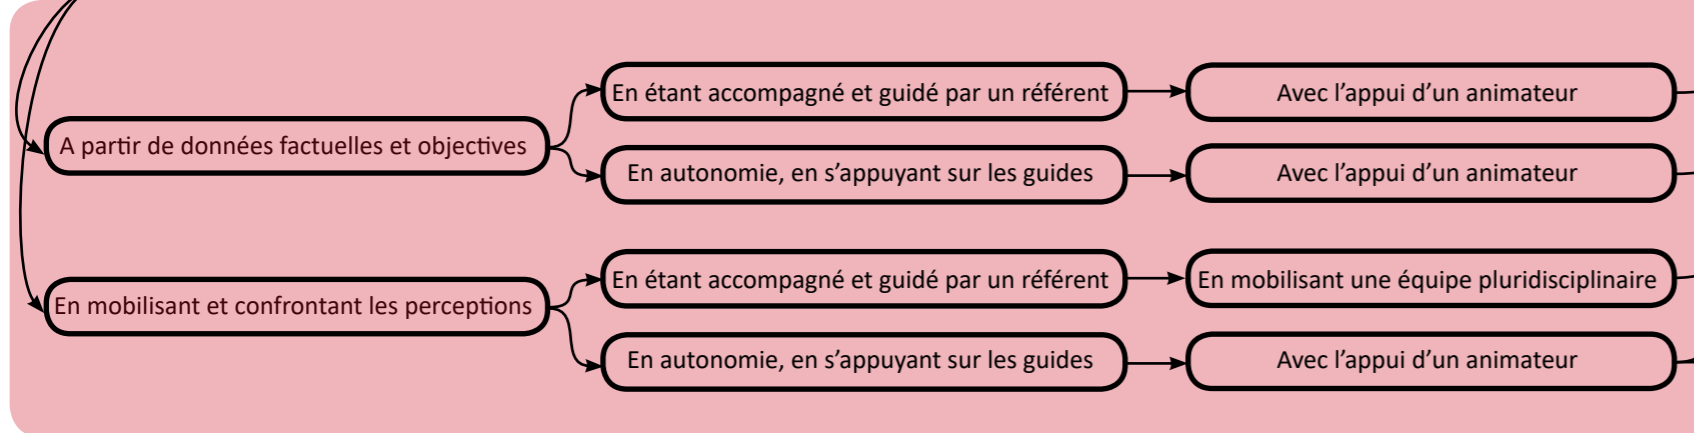 En étant accompagné et guidé par un référent
Avec l’appui d’un animateur
A partir de données factuelles et objectives
En autonomie, en s’appuyant sur les guides
Avec l’appui d’un animateur
En étant accompagné et guidé par un référent
En mobilisant une équipe pluridisciplinaire
En mobilisant et confrontant les perceptions
En autonomie, en s’appuyant sur les guides
Avec l’appui d’un animateur